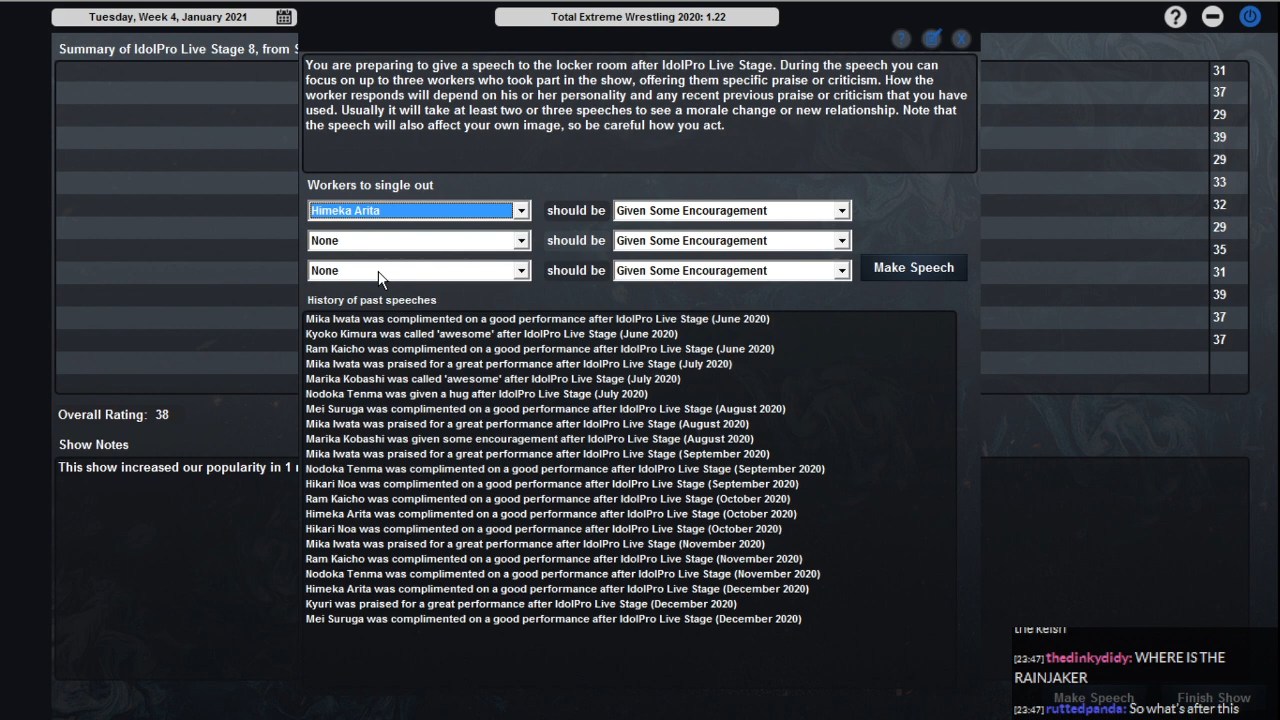 Tuesday, Week 4, January 2021
Total Extreme Wrestling 2020: 1.22
Summary of IdolPro Live Stage 8, from
You are preparing to give a speech to the locker room after IdolPro Live Stage. During the speech you can
focus on up to three workers who took part in the show, offering them specific praise or criticism. How the
worker responds will depend on his or her personality and any recent previous praise or criticism that you have
used. Usually it will take at least two or three speeches to see a morale change or new relationship. Note that
the speech will also affect your own image, so be careful how you act.
31
37
29
39
29
33
32
29
35
31
39
37
37
Workers to single out
Himeka Arita should be Given Some Encouragement
None should be Given Some Encouragement
None should be Given Some Encouragement
Make Speech
History of past speeches
Mika Iwata was complimented on a good performance after IdolPro Live Stage (June 2020)
Kyoko Kimura was called 'awesome' after IdolPro Live Stage (June 2020)
Ram Kaicho was complimented on a good performance after IdolPro Live Stage (June 2020)
Mika Iwata was praised for a great performance after IdolPro Live Stage (July 2020)
Marika Kobashi was called 'awesome' after IdolPro Live Stage (July 2020)
Nodoka Tenma was given a hug after IdolPro Live Stage (July 2020)
Mei Suruga was complimented on a good performance after IdolPro Live Stage (August 2020)
Mika Iwata was praised for a great performance after IdolPro Live Stage (August 2020)
Marika Kobashi was given some encouragement after IdolPro Live Stage (August 2020)
Mika Iwata was praised for a great performance after IdolPro Live Stage (September 2020)
Nodoka Tenma was complimented on a good performance after IdolPro Live Stage (September 2020)
Hikari Noa was complimented on a good performance after IdolPro Live Stage (September 2020)
Ram Kaicho was complimented on a good performance after IdolPro Live Stage (October 2020)
Himeka Arita was complimented on a good performance after IdolPro Live Stage (October 2020)
Hikari Noa was complimented on a good performance after IdolPro Live Stage (October 2020)
Mika Iwata was praised for a great performance after IdolPro Live Stage (November 2020)
Ram Kaicho was complimented on a good performance after IdolPro Live Stage (November 2020)
Nodoka Tenma was complimented on a good performance after IdolPro Live Stage (November 2020)
Himeka Arita was complimented on a good performance after IdolPro Live Stage (December 2020)
Kyuri was praised for a great performance after IdolPro Live Stage (December 2020)
Mei Suruga was complimented on a good performance after IdolPro Live Stage (December 2020)
Overall Rating: 38
Show Notes
This show increased our popularity in 1
[23:47] thedinkydidy: WHERE IS THE
RAINJAKER
Make Speech Finish Show
[23:47] ruttedpanda: So what's after this